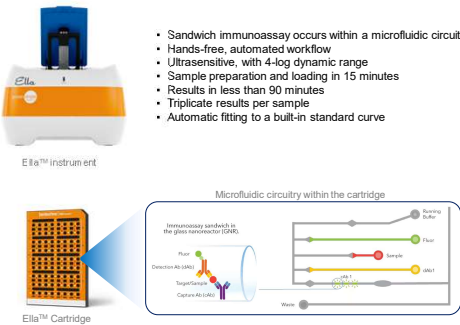 Ella
▪ Sandwich immunoassay occurs within a microfluidic circuit
▪ Hands-free, automated workflow
▪ Ultrasensitive, with 4-log dynamic range
▪ Sample preparation and loading in 15 minutes
▪ Results in less than 90 minutes
▪ Triplicate results per sample
▪ Automatic fitting to a built-in standard curve
Ella™ instrument
Microfluidic circuitry within the cartridge
Immunoassay sandwich in
the glass nanoreactor (GNR).
Fluor
Detection Ab (dAb)
Target/Sample
Capture Ab (cAb)
Running
Buffer
Fluor
Sample
dAb1
cAb 1
Waste
Ella™ Cartridge